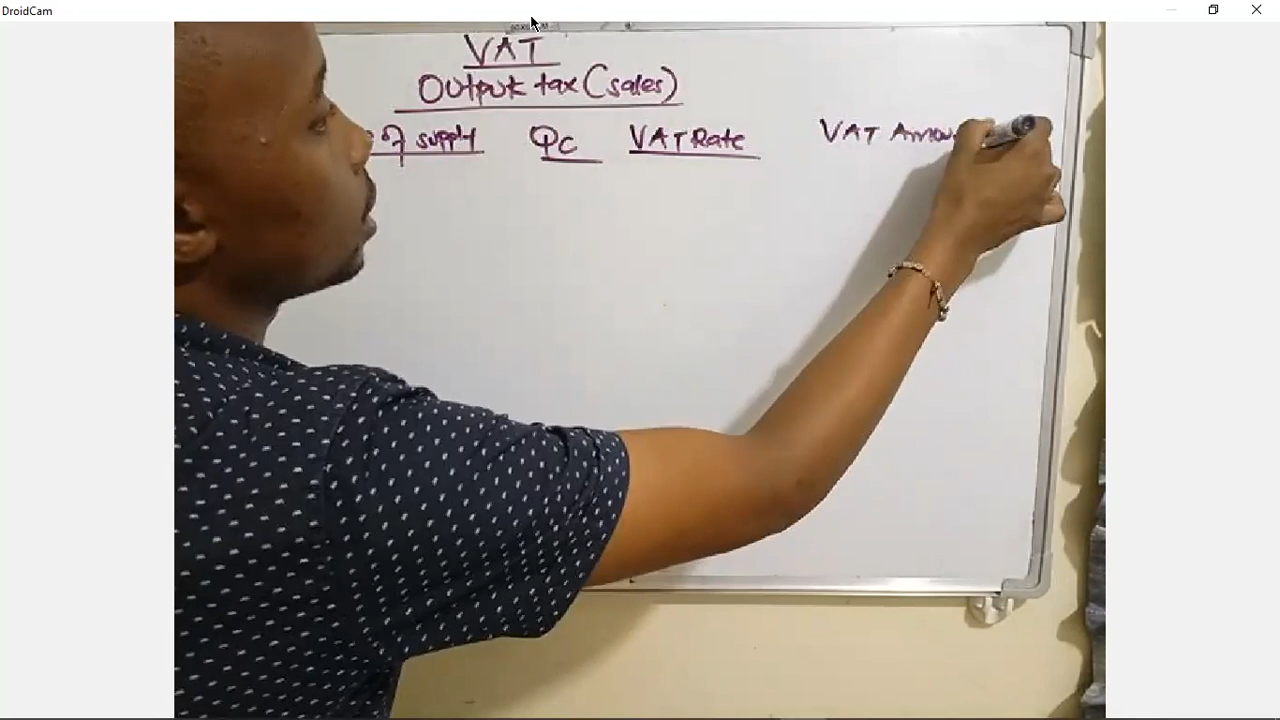 DroidCam
VAT
Output tax (sales)
of supply Qc VAT Rate VAT Amou